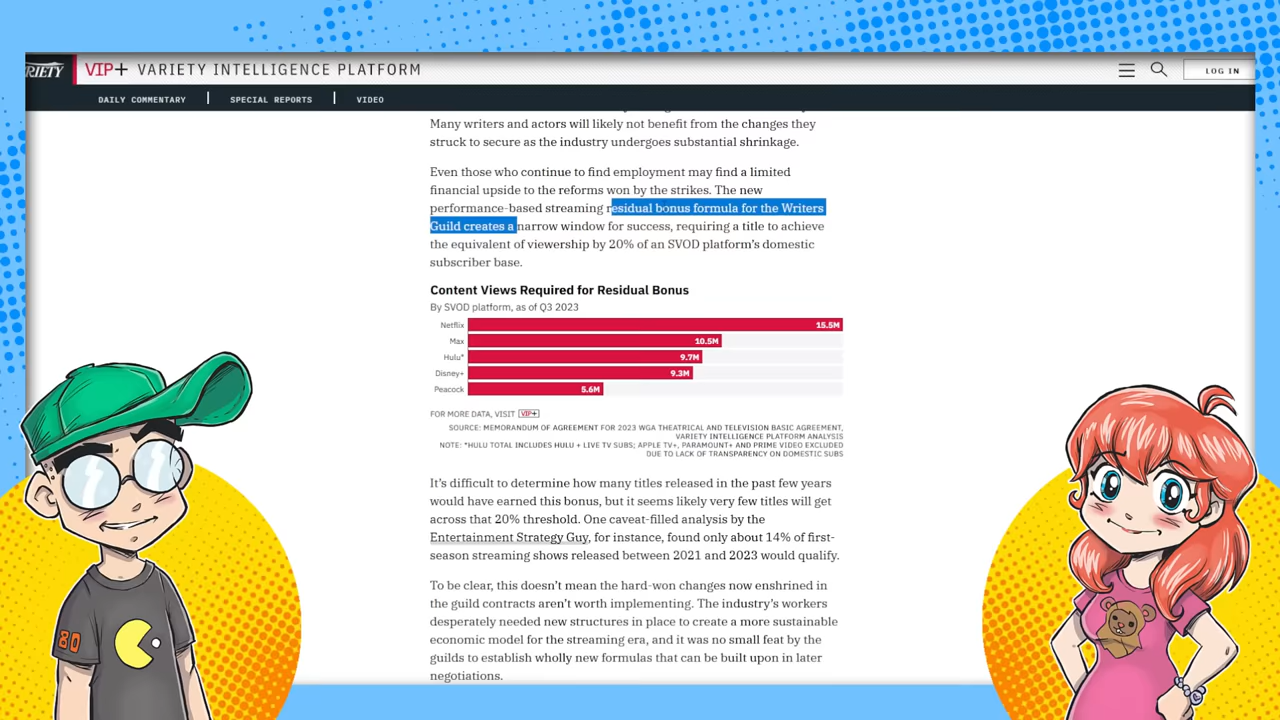 RIETY VIP+ VARIETY INTELLIGENCE PLATFORM LOG IN
DAILY COMMENTARY | SPECIAL REPORTS | VIDEO
Many writers and actors will likely not benefit from the changes they
struck to secure as the industry undergoes substantial shrinkage.
Even those who continue to find employment may find a limited
financial upside to the reforms won by the strikes. The new
performance-based streaming residual bonus formula for the Writers
Guild creates a narrow window for success, requiring a title to achieve
the equivalent of viewership by 20% of an SVOD platform's domestic
subscriber base.
Content Views Required for Residual Bonus
By SVOD platform, as of Q3 2023
Netflix 15.5M
Max 10.5M
Hulu* 9.7M
Disney+ 9.3M
Peacock 5.6M
FOR MORE DATA, VISIT VIP+
SOURCE: MEMORANDUM OF AGREEMENT FOR 2023 WGA THEATRICAL AND TELEVISION BASIC AGREEMENT,
VARIETY INTELLIGENCE PLATFORM ANALYSIS
NOTE: *HULU TOTAL INCLUDES HULU + LIVE TV SUBS; APPLE TV+, PARAMOUNT+ AND PRIME VIDEO EXCLUDED
DUE TO LACK OF TRANSPARENCY ON DOMESTIC SUBS
It's difficult to determine how many titles released in the past few years
would have earned this bonus, but it seems likely very few titles will get
across that 20% threshold. One caveat-filled analysis by the
Entertainment Strategy Guy, for instance, found only about 14% of first-
season streaming shows released between 2021 and 2023 would qualify.
To be clear, this doesn't mean the hard-won changes now enshrined in
the guild contracts aren't worth implementing. The industry's workers
desperately needed new structures in place to create a more sustainable
economic model for the streaming era, and it was no small feat by the
guilds to establish wholly new formulas that can be built upon in later
negotiations.
80